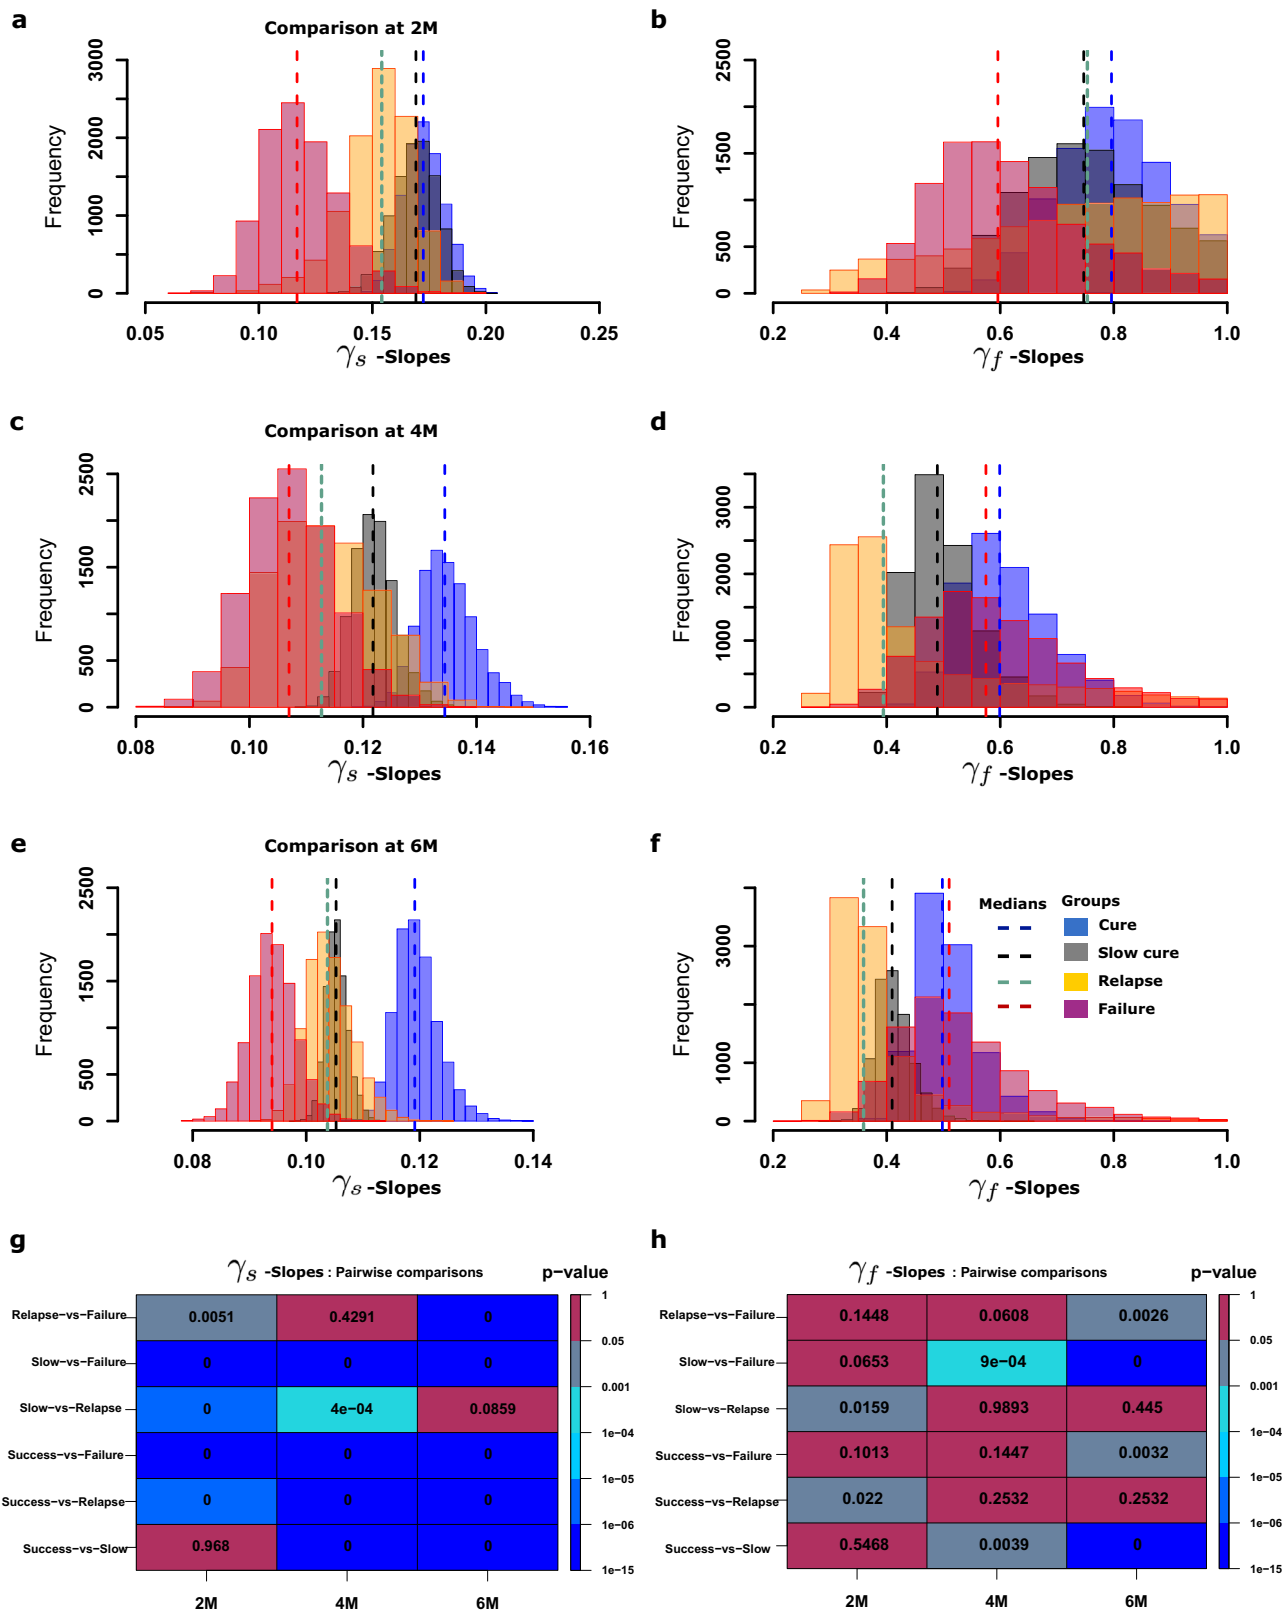 a
Comparison at 2M
Frequency
0 1000 2000 3000
0.05 0.10 0.15 0.20 0.25
γs -Slopes
b
Frequency
0 500 1500 2500
0.2 0.4 0.6 0.8 1.0
γf -Slopes
c
Comparison at 4M
Frequency
0 500 1500 2500
0.08 0.10 0.12 0.14 0.16
γs -Slopes
d
Frequency
0 1000 2000 3000
0.2 0.4 0.6 0.8 1.0
γf -Slopes
e
Comparison at 6M
Frequency
0 500 1500 2500
0.08 0.10 0.12 0.14
γs -Slopes
f
Frequency
0 1000 3000
0.2 0.4 0.6 0.8 1.0
γf -Slopes
Medians Groups
Cure
Slow cure
Relapse
Failure
g
γs -Slopes : Pairwise comparisons p−value
Relapse−vs−Failure 0.0051 0.4291 0
Slow−vs−Failure 0 0 0
Slow−vs−Relapse 0 4e−04 0.0859
Success−vs−Failure 0 0 0
Success−vs−Relapse 0 0 0
Success−vs−Slow 0.968 0 0
2M 4M 6M
1
0.05
0.001
1e−04
1e−05
1e−06
1e−15
h
γf -Slopes : Pairwise comparisons p−value
Relapse−vs−Failure 0.1448 0.0608 0.0026
Slow−vs−Failure 0.0653 9e−04 0
Slow−vs−Relapse 0.0159 0.9893 0.445
Success−vs−Failure 0.1013 0.1447 0.0032
Success−vs−Relapse 0.022 0.2532 0.2532
Success−vs−Slow 0.5468 0.0039 0
2M 4M 6M
1
0.05
0.001
1e−04
1e−05
1e−06
1e−15